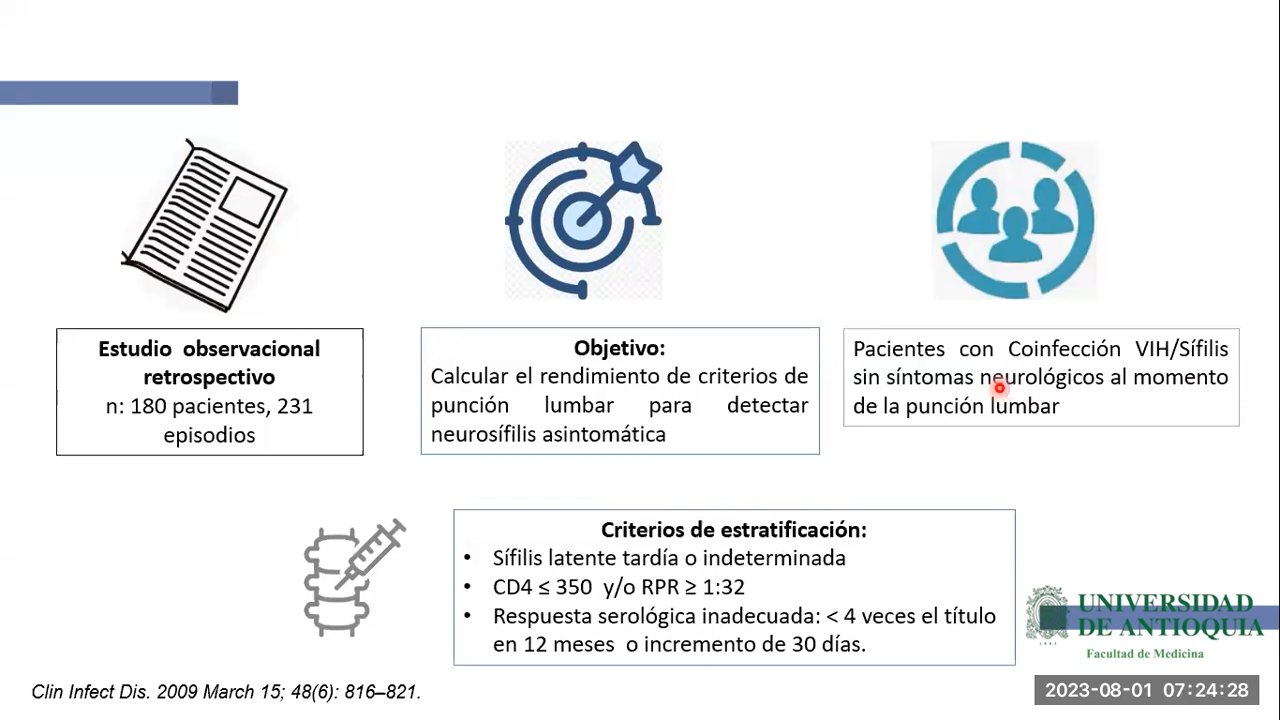 Estudio observacional
retrospectivo
n: 180 pacientes, 231
episodios
Objetivo:
Calcular el rendimiento de criterios de
punción lumbar para detectar
neurosífilis asintomática
Pacientes con Coinfección VIH/Sífilis
sin síntomas neurológicos al momento
de la punción lumbar
Criterios de estratificación:
• Sífilis latente tardía o indeterminada
• CD4 ≤ 350 y/o RPR ≥ 1:32
• Respuesta serológica inadecuada: < 4 veces el título
en 12 meses o incremento de 30 días.
UNIVERSIDAD
DE ANTIOQUIA
Facultad de Medicina
Clin Infect Dis. 2009 March 15; 48(6): 816–821.
2023-08-01 07:24:28